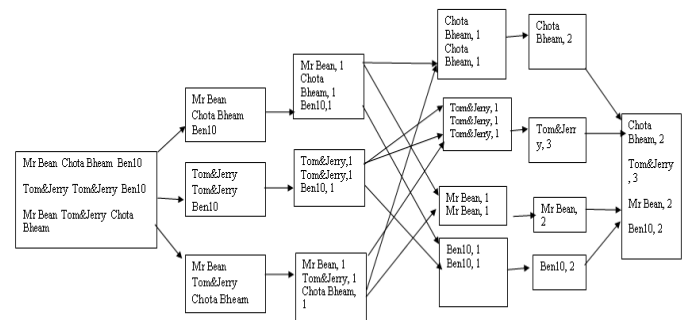 Mr Bean Chota Bheam Ben10
Tom&Jerry Tom&Jerry Ben10
Mr Bean Tom&Jerry Chota
Bheam
Mr Bean
Chota Bheam
Ben10
Tom&Jerry
Tom&Jerry
Ben10
Mr Bean
Tom&Jerry
Chota Bheam
Mr Bean, 1
Chota
Bheam, 1
Ben10,1
Tom&Jerry,1
Tom&Jerry,1
Ben10, 1
Mr Bean, 1
Tom&Jerry, 1
Chota Bheam,
1
Chota
Bheam, 1
Chota
Bheam, 1
Tom&Jerry, 1
Tom&Jerry, 1
Tom&Jerry, 1
Mr Bean, 1
Mr Bean, 1
Ben10, 1
Ben10, 1
Chota
Bheam, 2
Tom&Jerr
y, 3
Mr Bean,
2
Ben10, 2
Chota
Bheam, 2
Tom&Jerry
, 3
Mr Bean, 2
Ben10, 2